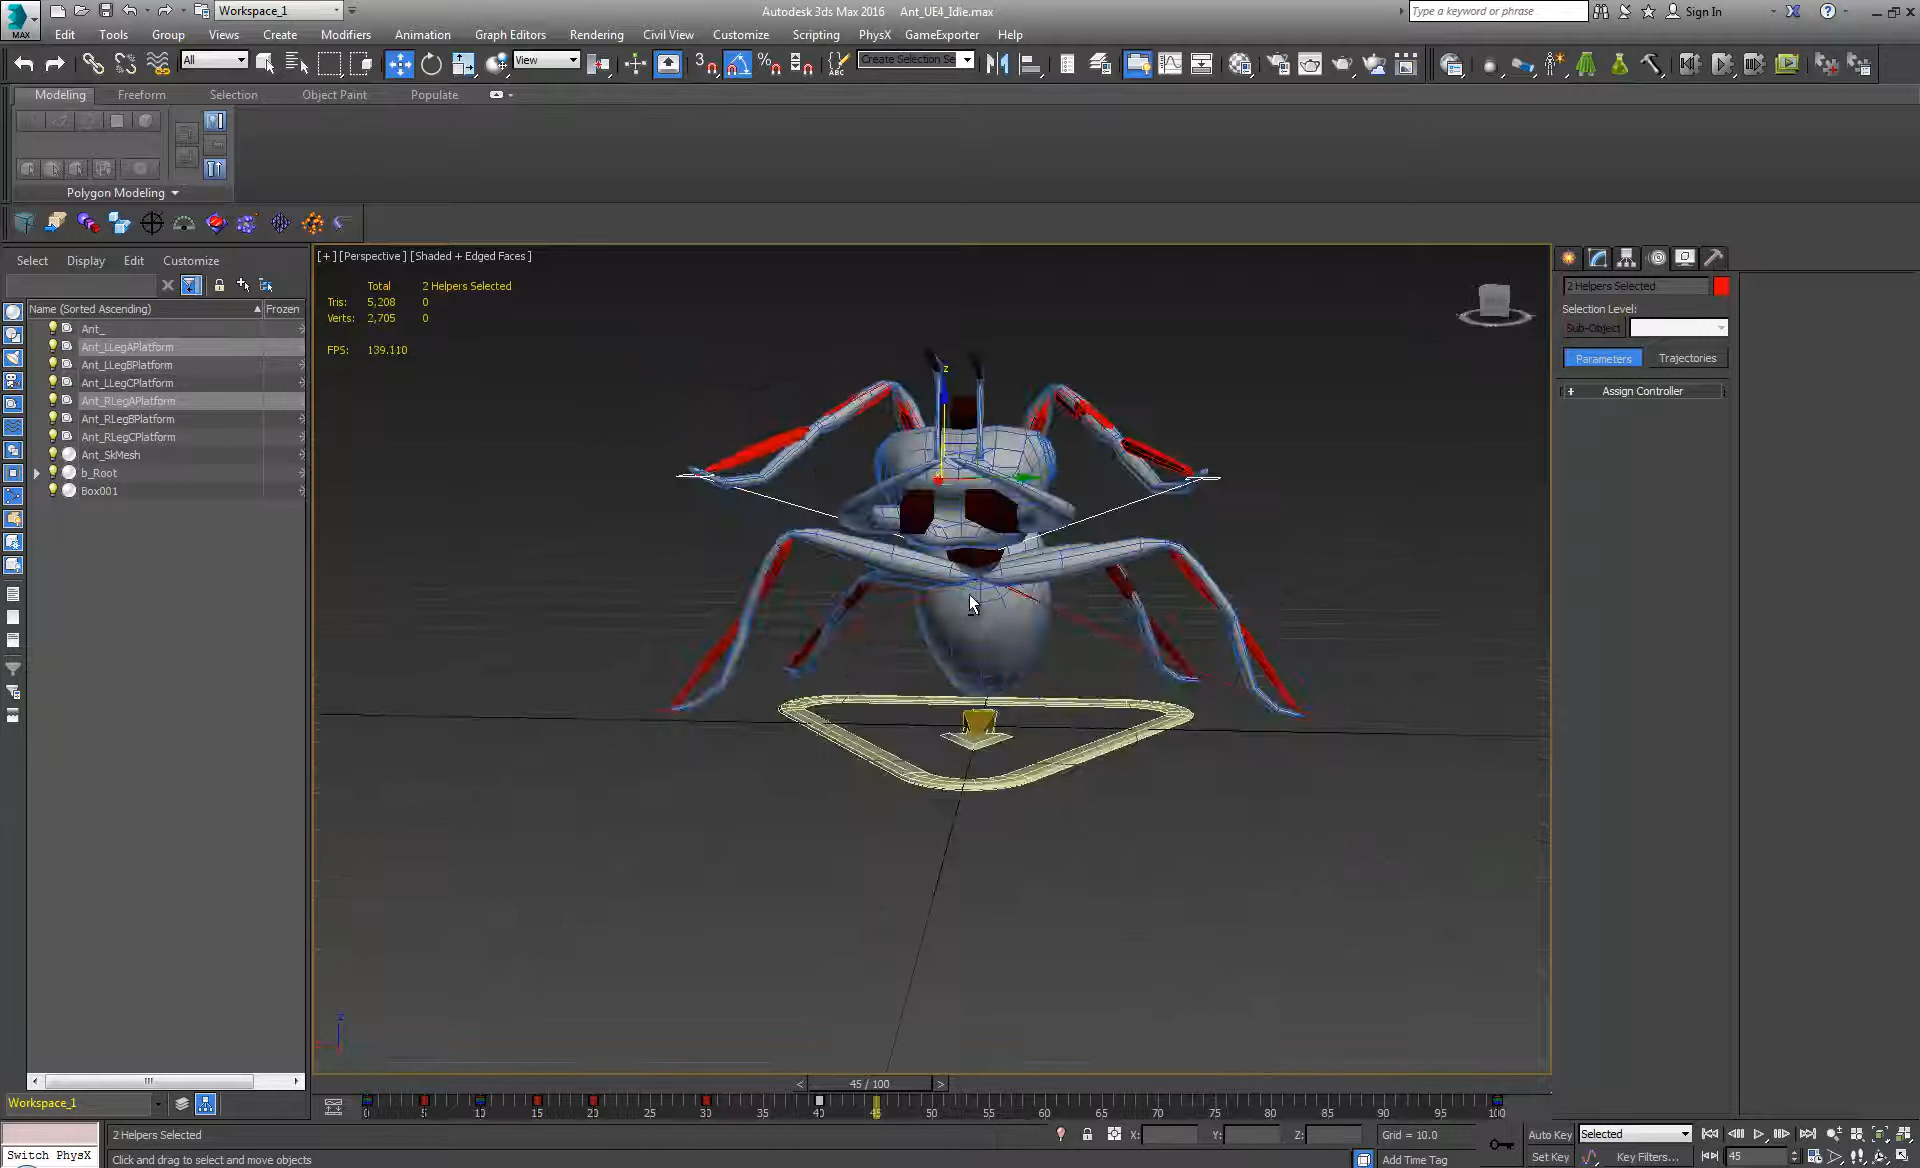 Workspace_1
Autodesk 3ds Max 2016 Ant_UE4_Idle.max
Type a keyword or phrase
Sign In
MAX
Edit Tools Group Views Create Modifiers Animation Graph Editors Rendering Civil View Customize Scripting PhysX GameExporter Help
All
View
3
ABC
Create Selection Se
Modeling Freeform Selection Object Paint Populate
Polygon Modeling
Select Display Edit Customize
Name (Sorted Ascending) Frozen
Ant_
Ant_LLegAPlatform
Ant_LLegBPlatform
Ant_LLegCPlatform
Ant_RLegAPlatform
Ant_RLegBPlatform
Ant_RLegCPlatform
Ant_SkMesh
b_Root
Box001
[+] [Perspective] [Shaded + Edged Faces]
Total 2 Helpers Selected
Tris: 5,208 0
Verts: 2,705 0
FPS: 139.110
z
z
2 Helpers Selected
Selection Level:
Sub-Object
Parameters Trajectories
+ Assign Controller
< 45 / 100 >
Workspace_1
0 5 10 15 20 25 30 35 40 45 50 55 60 65 70 75 80 85 90 95 100
2 Helpers Selected
X: Y: Z: Grid = 10.0
Auto Key Selected
Switch PhysX
Click and drag to select and move objects
Add Time Tag
Set Key Key Filters... 45